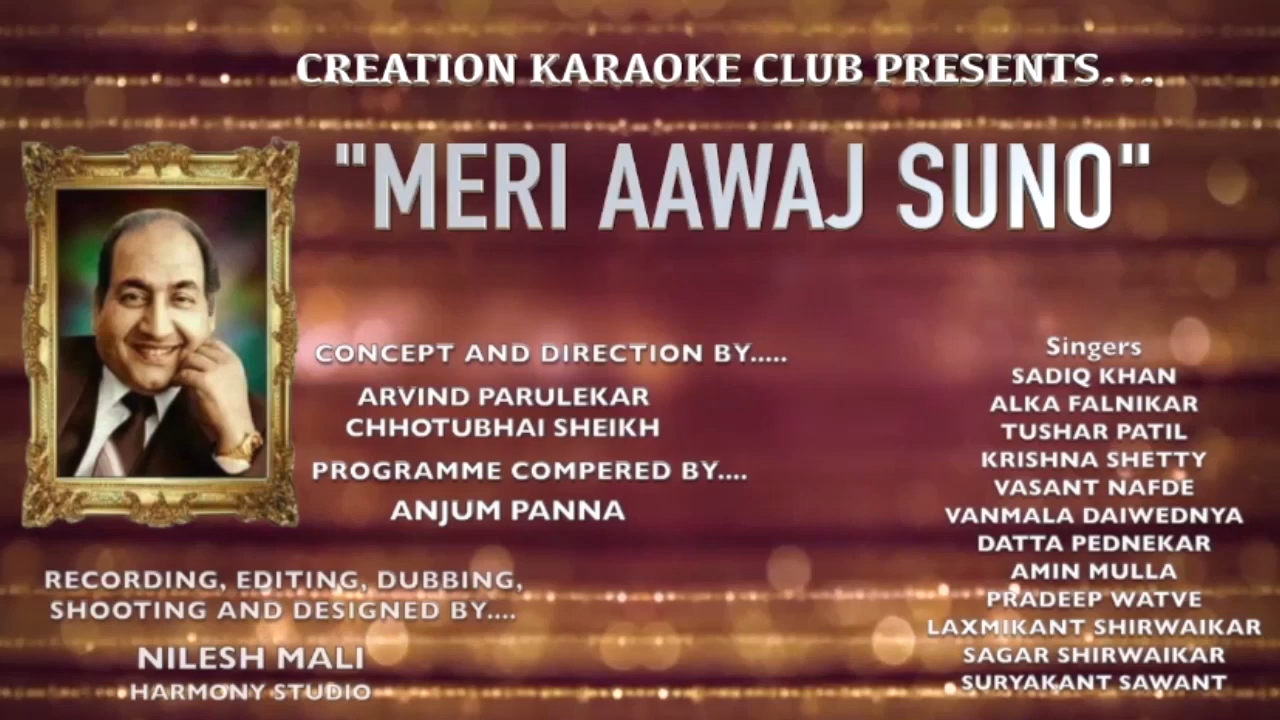 CREATION KARAOKE CLUB PRESENTS....
"MERI AAWAJ SUNO"
CONCEPT AND DIRECTION BY.....
ARVIND PARULEKAR
CHHOTUBHAI SHEIKH
PROGRAMME COMPERED BY....
ANJUM PANNA
RECORDING, EDITING, DUBBING,
SHOOTING AND DESIGNED BY....
NILESH MALI
HARMONY STUDIO
Singers
SADIQ KHAN
ALKA FALNIKAR
TUSHAR PATIL
KRISHNA SHETTY
VASANT NAFDE
VANMALA DAIWEDNYA
DATTA PEDNEKAR
AMIN MULLA
PRADEEP WATVE
LAXMIKANT SHIRWAIKAR
SAGAR SHIRWAIKAR
SURYAKANT SAWANT